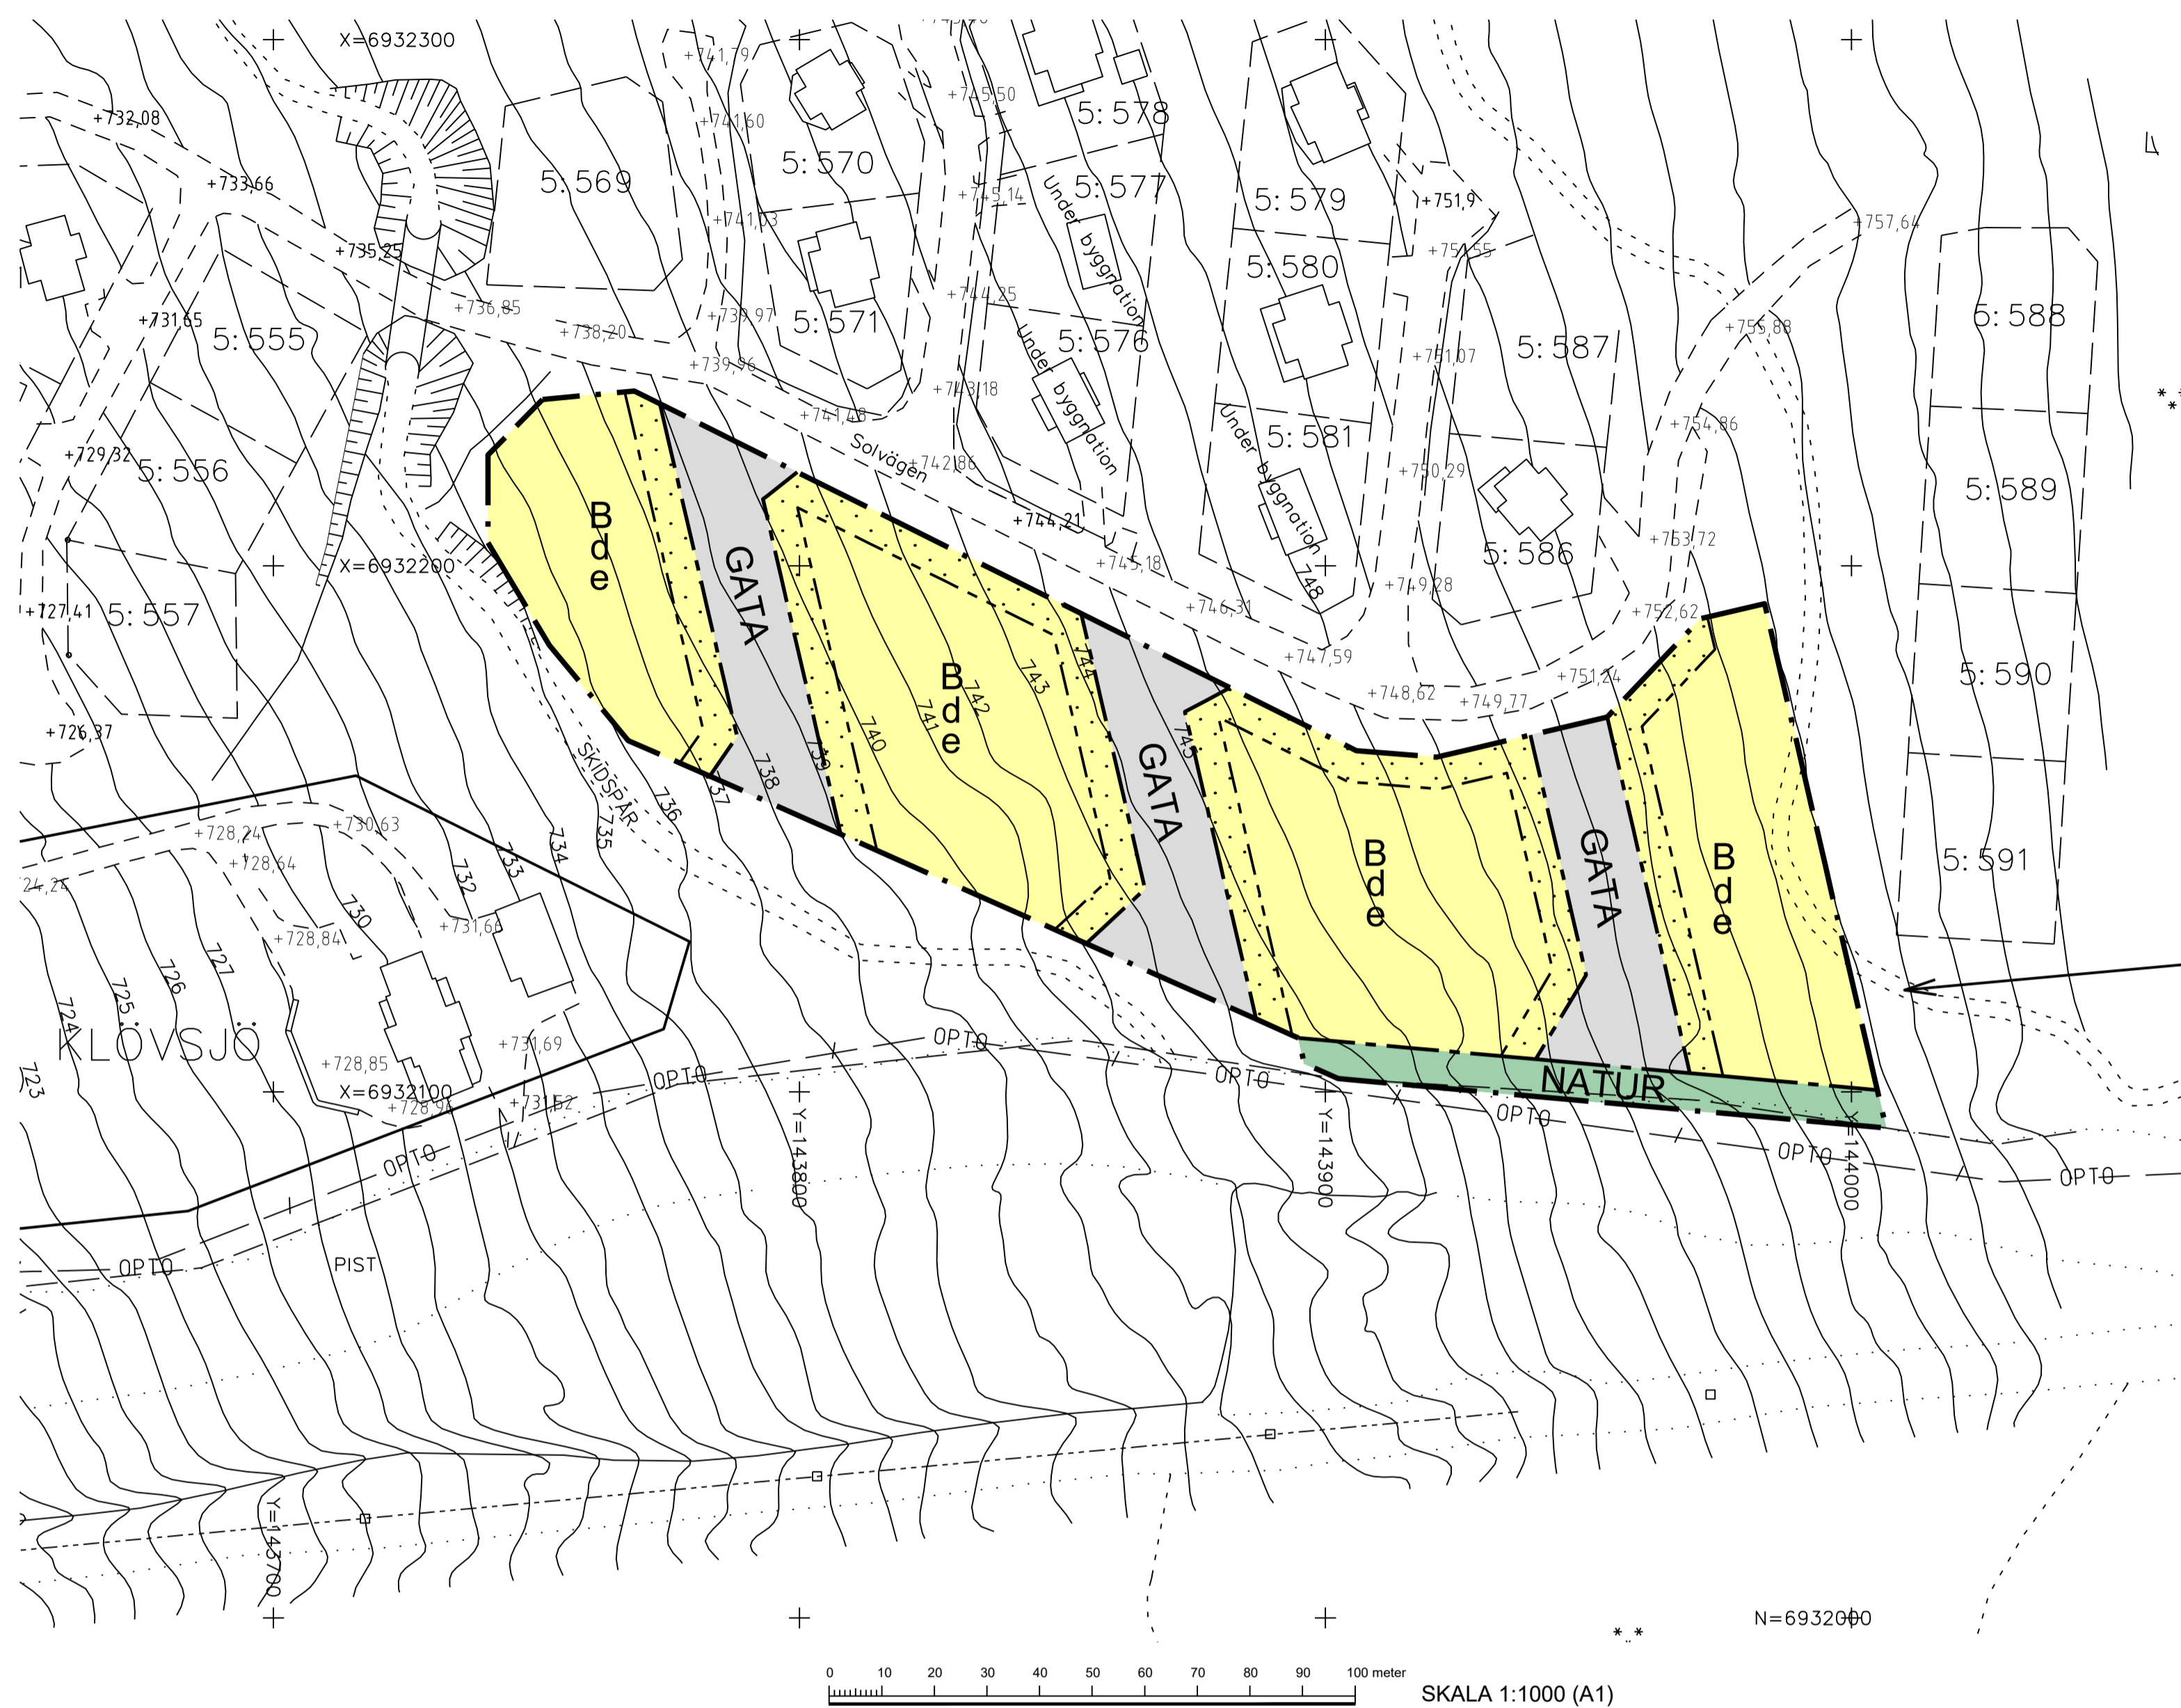 X=6932300
+741,79
+732,08
+741,60
+745,50
5:578
5:570
5:569
+733,66
5:577
5:579
+751,9
+745,14
+741,03
+757,64
+735,25
Under byggnation
5:580
+744,25
+736,85
+739,97
5:571
5:588
+731,65
5:555
+738,20
5:576
Under byggnation
5:587
+755,88
+751,07
+739,96
+743,18
+741,48
Solvägen
+742,86
5:581
Under byggnation
+754,86
+729,32
5:556
+750,29
5:589
B
d
e
+744,21
+753,72
5:586
X=6932200
GATA
+745,18
748
+749,28
+727,41
5:557
+746,31
+752,62
+747,59
744
743
742
741
740
739
738
737
736
735
734
733
732
B
d
e
+751,24
+748,62
+749,77
5:590
+726,37
SKIDSPÅR
745
GATA
B
d
e
GATA
B
d
e
5:591
+728,24
+730,63
+728,64
24,24
730
+731,66
+728,84
727
726
725
724
723
KLÖVSJÖ
+731,69
+728,85
X=6932100
+731,52
OPTO
OPTO
OPTO
OPTO
OPTO
OPTO
OPTO
OPTO
NATUR
Y=143800
Y=143900
Y=144000
PIST
Y=143700
N=6932000
0 10 20 30 40 50 60 70 80 90 100 meter
SKALA 1:1000 (A1)